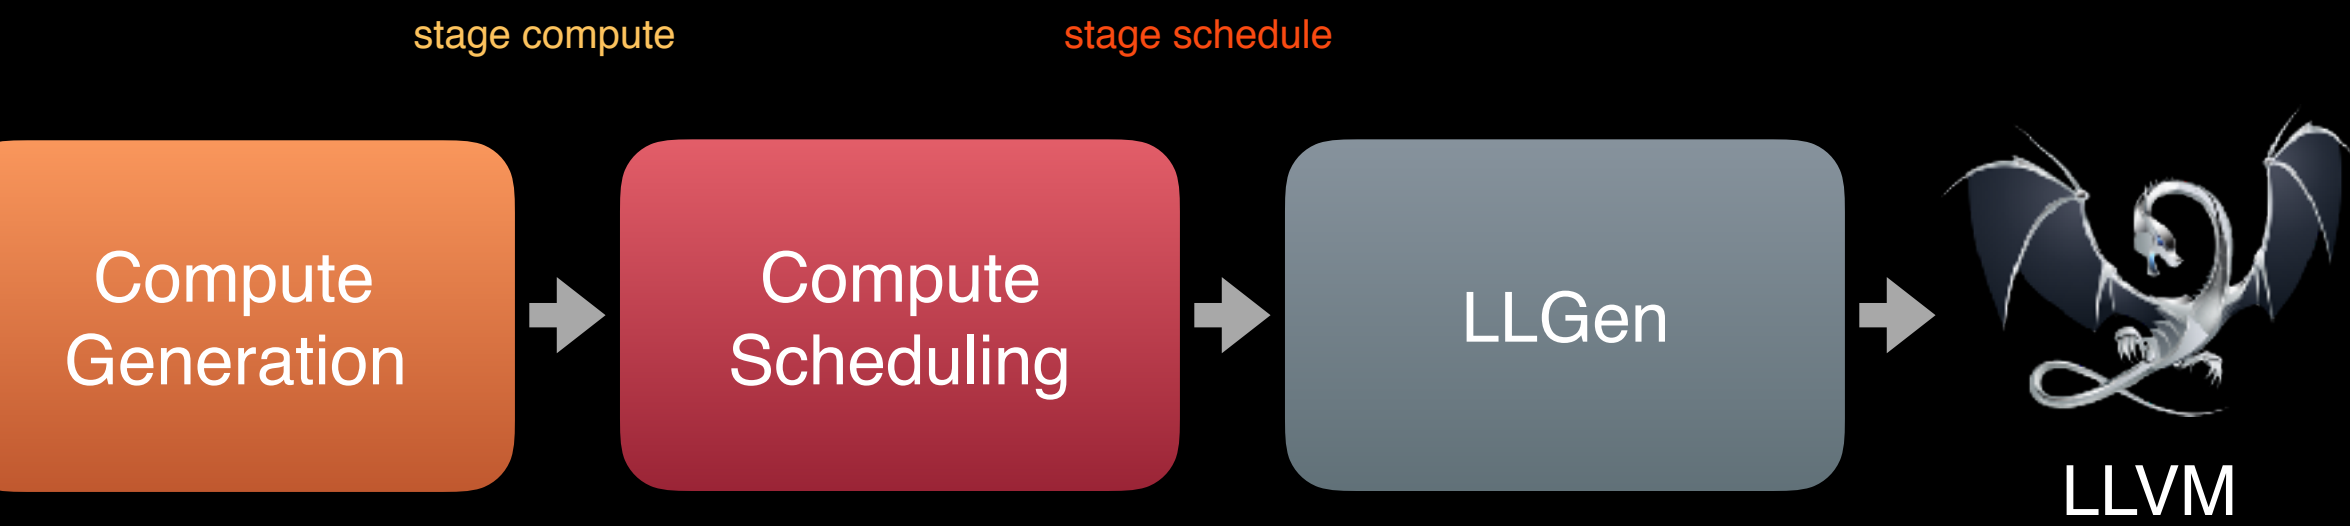 stage compute
stage schedule
Compute
Generation
Compute
Scheduling
LLGen
LLVM